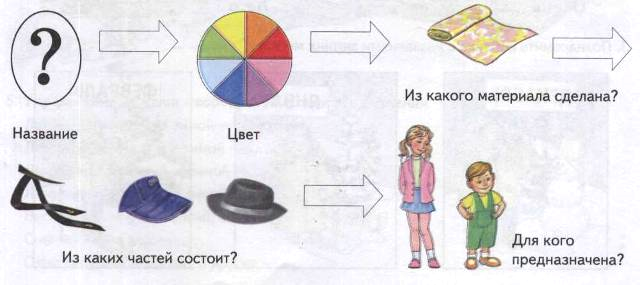 ?
Название
Цвет
Из какого материала сделана?
Из каких частей состоит?
Для кого
предназначена?